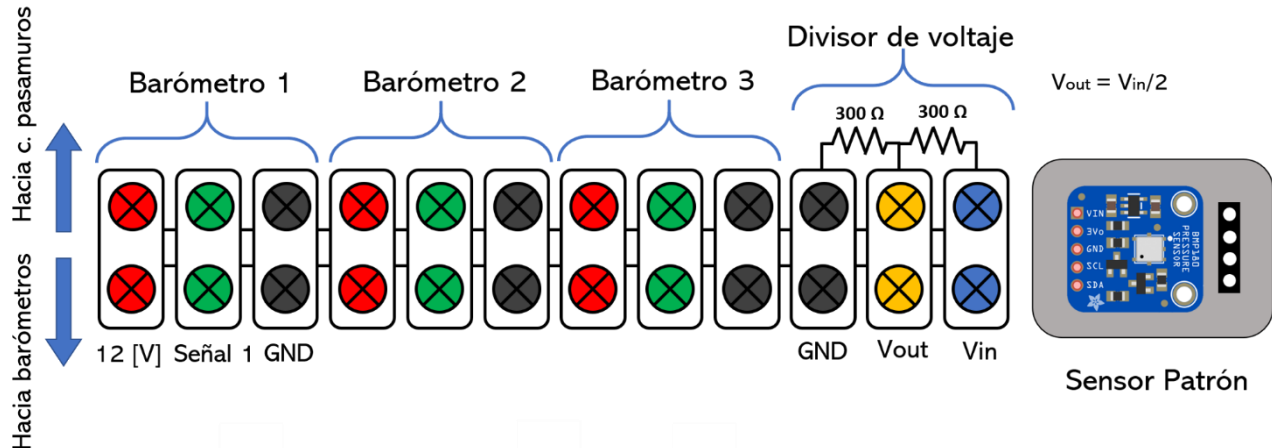 Hacia c. pasamuros
Hacia barómetros
Barómetro 1
Barómetro 2
Barómetro 3
Divisor de voltaje
300 Ω
300 Ω
Vout = Vin/2
12 [V]
Señal 1
GND
GND
Vout
Vin
VIN
3Vo
GND
SCL
SDA
BMP180
PRESSURE
SENSOR
Sensor Patrón